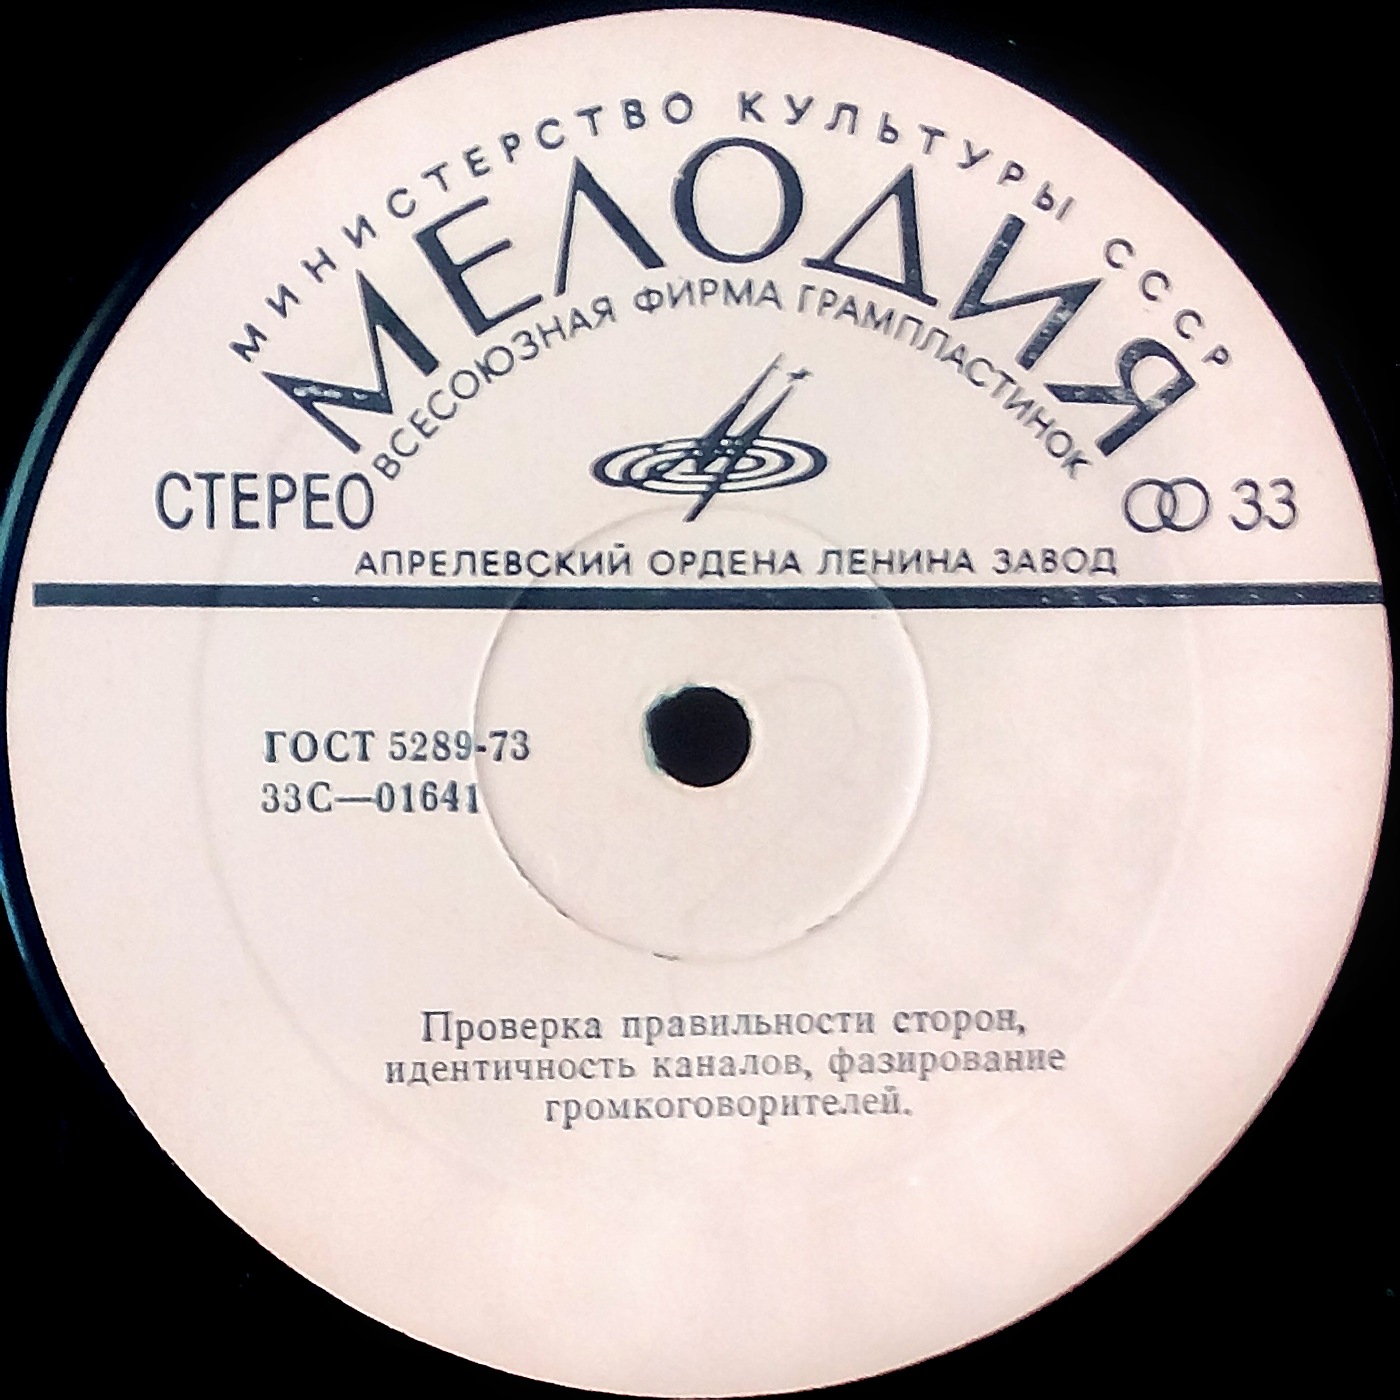 МИНИСТЕРСТВО КУЛЬТУРЫ СССР
МЕЛОДИЯ
ВСЕСОЮЗНАЯ ФИРМА ГРАМПЛАСТИНОК
СТЕРЕО
33
АПРЕЛЕВСКИЙ ОРДЕНА ЛЕНИНА ЗАВОД
ГОСТ 5289-73
33С—01641
Проверка правильности сторон,
идентичность каналов, фазирование
громкоговорителей.